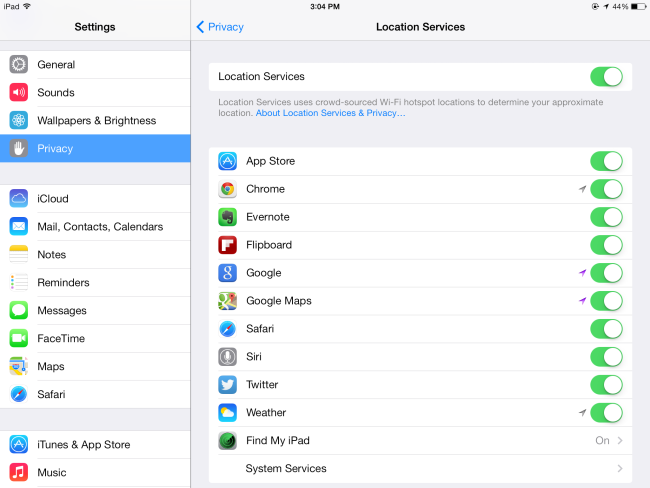 iPad
3:04 PM
44%
Settings
Privacy
Location Services
General
Sounds
Wallpapers & Brightness
Privacy
iCloud
Mail, Contacts, Calendars
Notes
Reminders
Messages
FaceTime
Maps
Safari
iTunes & App Store
Music
Location Services
Location Services uses crowd-sourced Wi-Fi hotspot locations to determine your approximate
location. About Location Services & Privacy...
App Store
Chrome
Evernote
Flipboard
Google
Google Maps
Safari
Siri
Twitter
Weather
Find My iPad
On
System Services